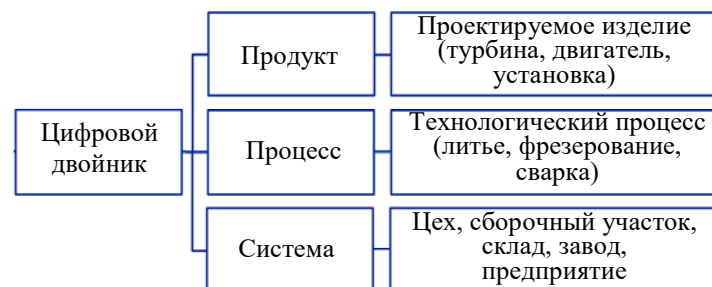 Цифровой
двойник
Продукт
Проектируемое изделие
(турбина, двигатель,
установка)
Процесс
Технологический процесс
(литье, фрезерование,
сварка)
Система
Цех, сборочный участок,
склад, завод,
предприятие